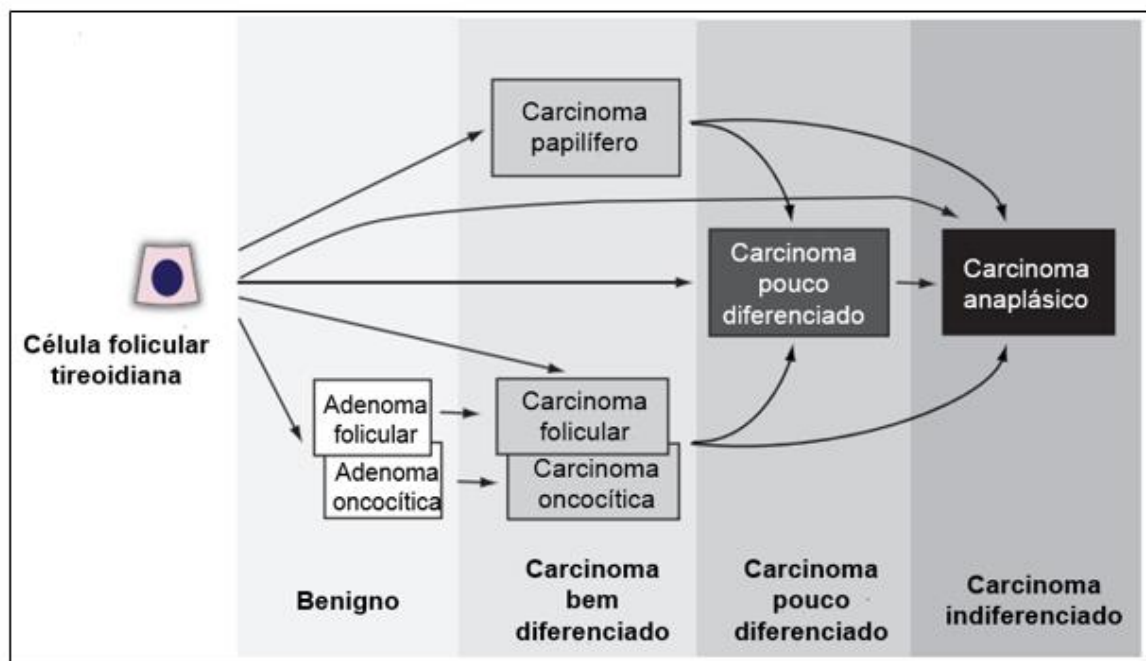 Célula folicular
tireoidiana
Carcinoma
papilífero
Carcinoma
pouco
diferenciado
Carcinoma
anaplásico
Adenoma
folicular
Adenoma
oncocítica
Carcinoma
folicular
Carcinoma
oncocítica
Benigno
Carcinoma
bem
diferenciado
Carcinoma
pouco
diferenciado
Carcinoma
indiferenciado